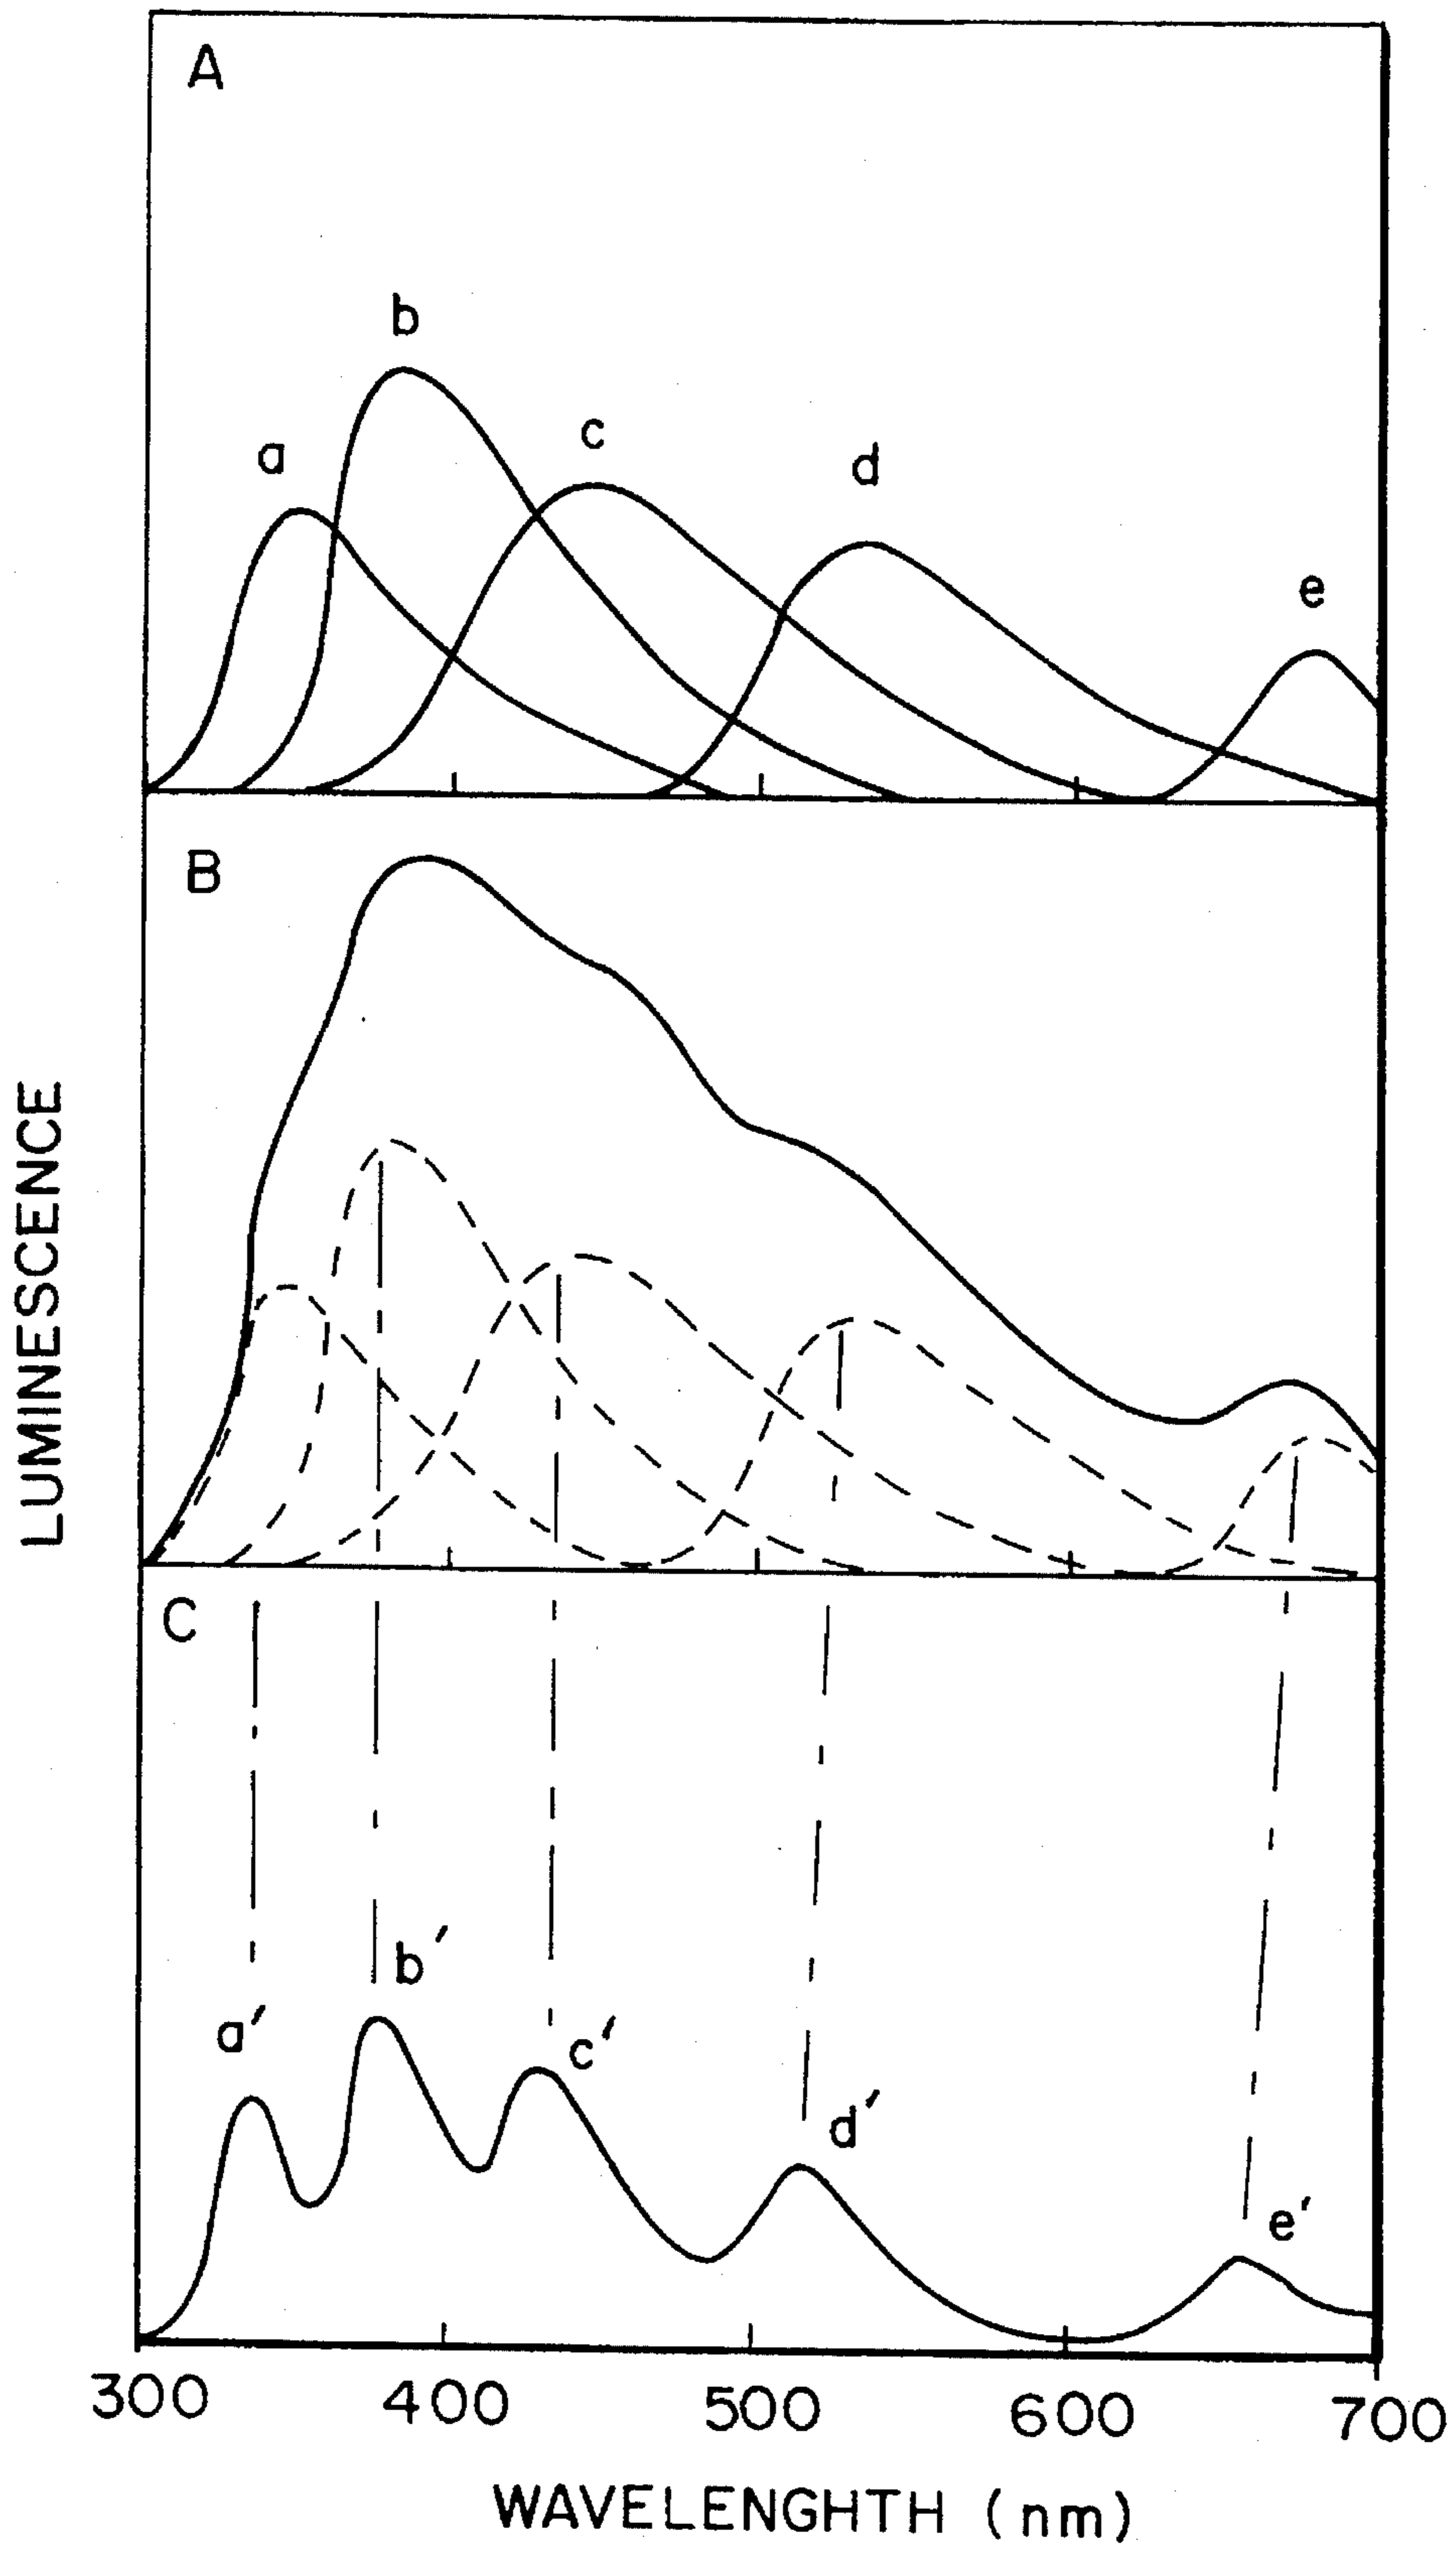 A
b
c
a
d
e
B
LUMINESCENCE
C
b'
a'
c'
d'
e'
300 400 500 600 700
WAVELENGHTH (nm)